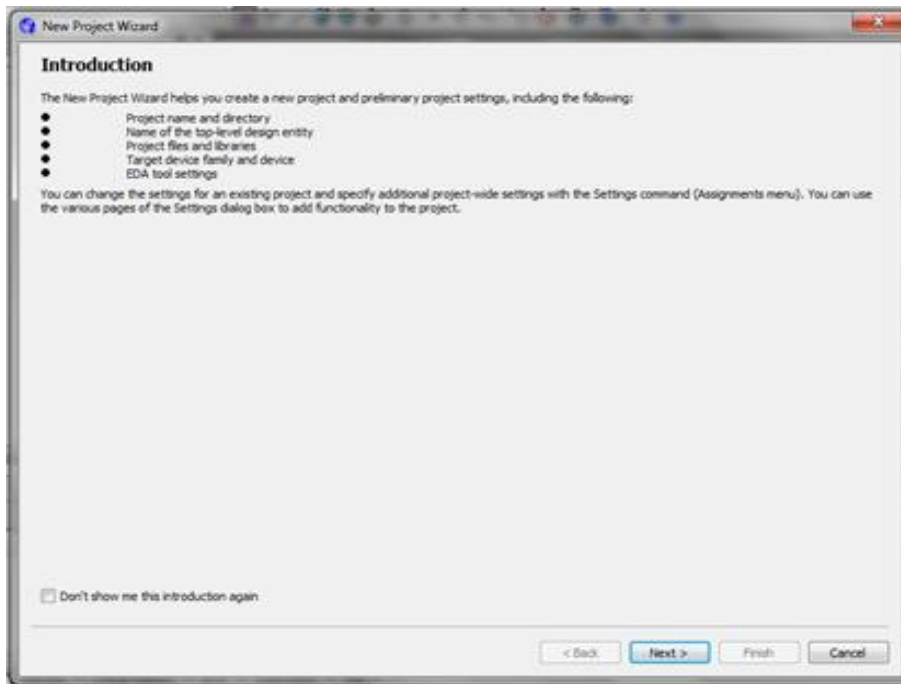 New Project Wizard
Introduction
The New Project Wizard helps you create a new project and preliminary project settings, including the following:
Project name and directory
Name of the top-level design entity
Project files and libraries
Target device family and device
EDA tool settings
You can change the settings for an existing project and specify additional project-wide settings with the Settings command (Assignments menu). You can use
the various pages of the Settings dialog box to add functionality to the project.
Don't show me this introduction again
< Back Next > Finish Cancel